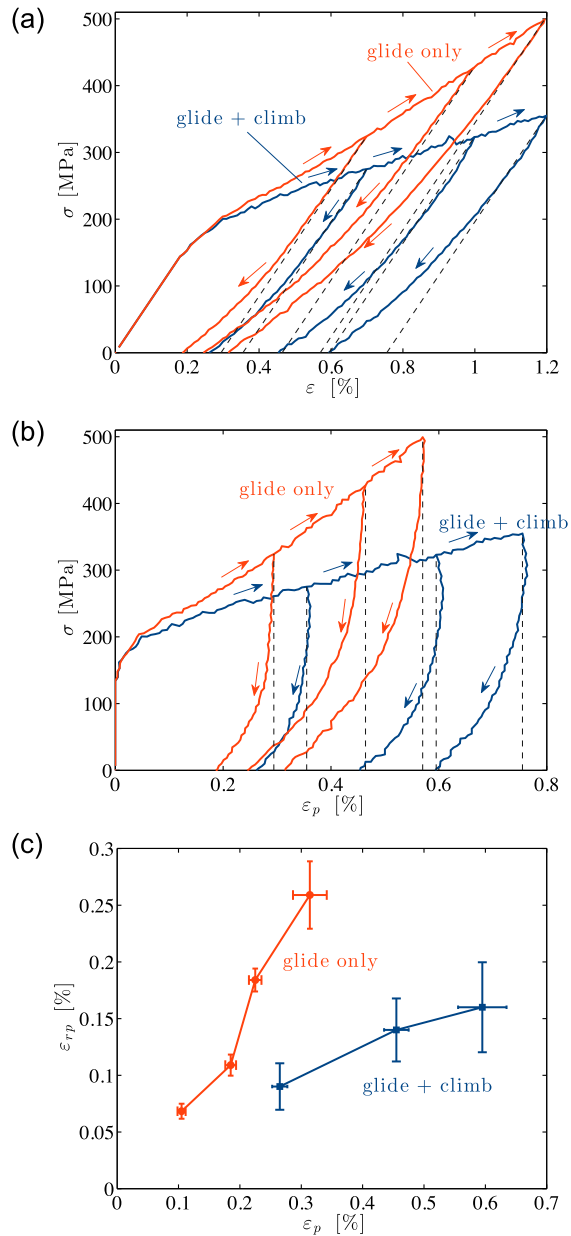 (a)
500
400
300
200
100
0
σ [MPa]
glide only
glide + climb
0
0.2
0.4
0.6
0.8
1
1.2
ε [%]
(b)
500
400
300
200
100
0
σ [MPa]
glide only
glide + climb
0
0.2
0.4
0.6
0.8
εp [%]
(c)
0.3
0.25
0.2
0.15
0.1
0.05
0
εrp [%]
glide only
glide + climb
0
0.1
0.2
0.3
0.4
0.5
0.6
0.7
εp [%]